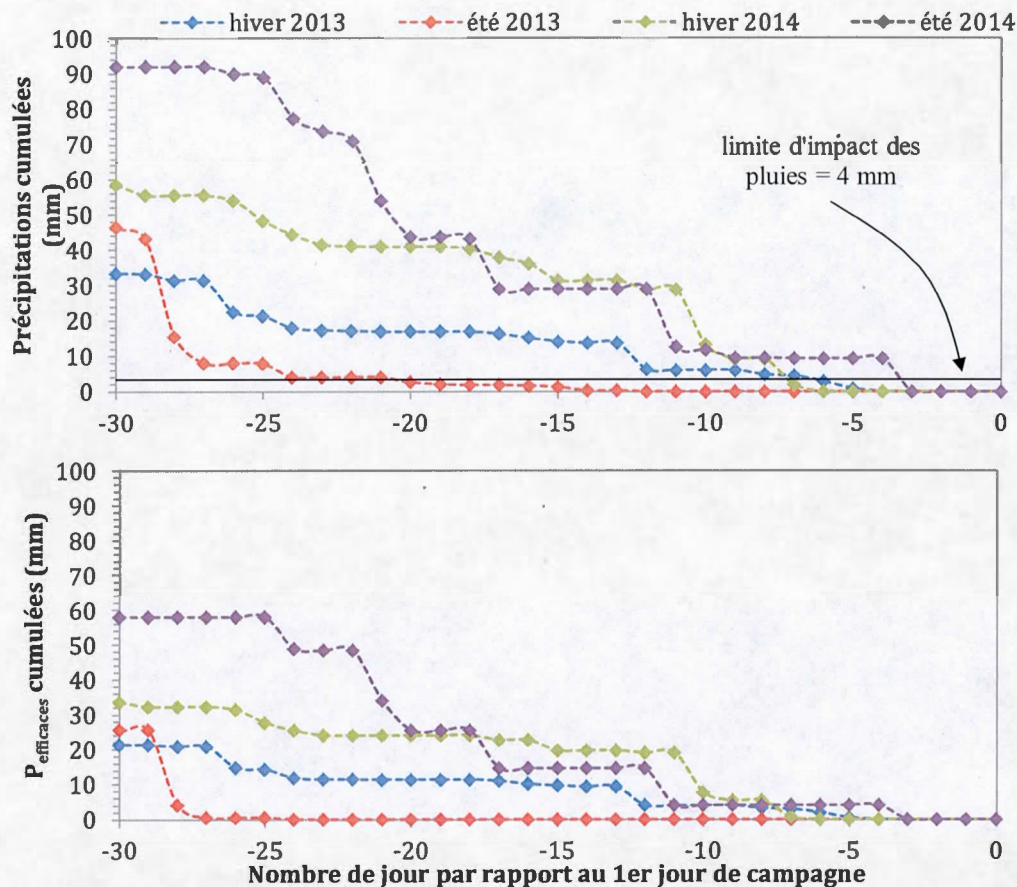 hiver 2013 été 2013 hiver 2014 été 2014
Précipitations cumulées
(mm)
100
90
80
70
60
50
40
30
20
10
0
limite d'impact des
pluies = 4 mm
-30 -25 -20 -15 -10 -5 0
P efficaces cumulées (mm)
100
90
80
70
60
50
40
30
20
10
0
-30 -25 -20 -15 -10 -5 0
Nombre de jour par rapport au 1er jour de campagne